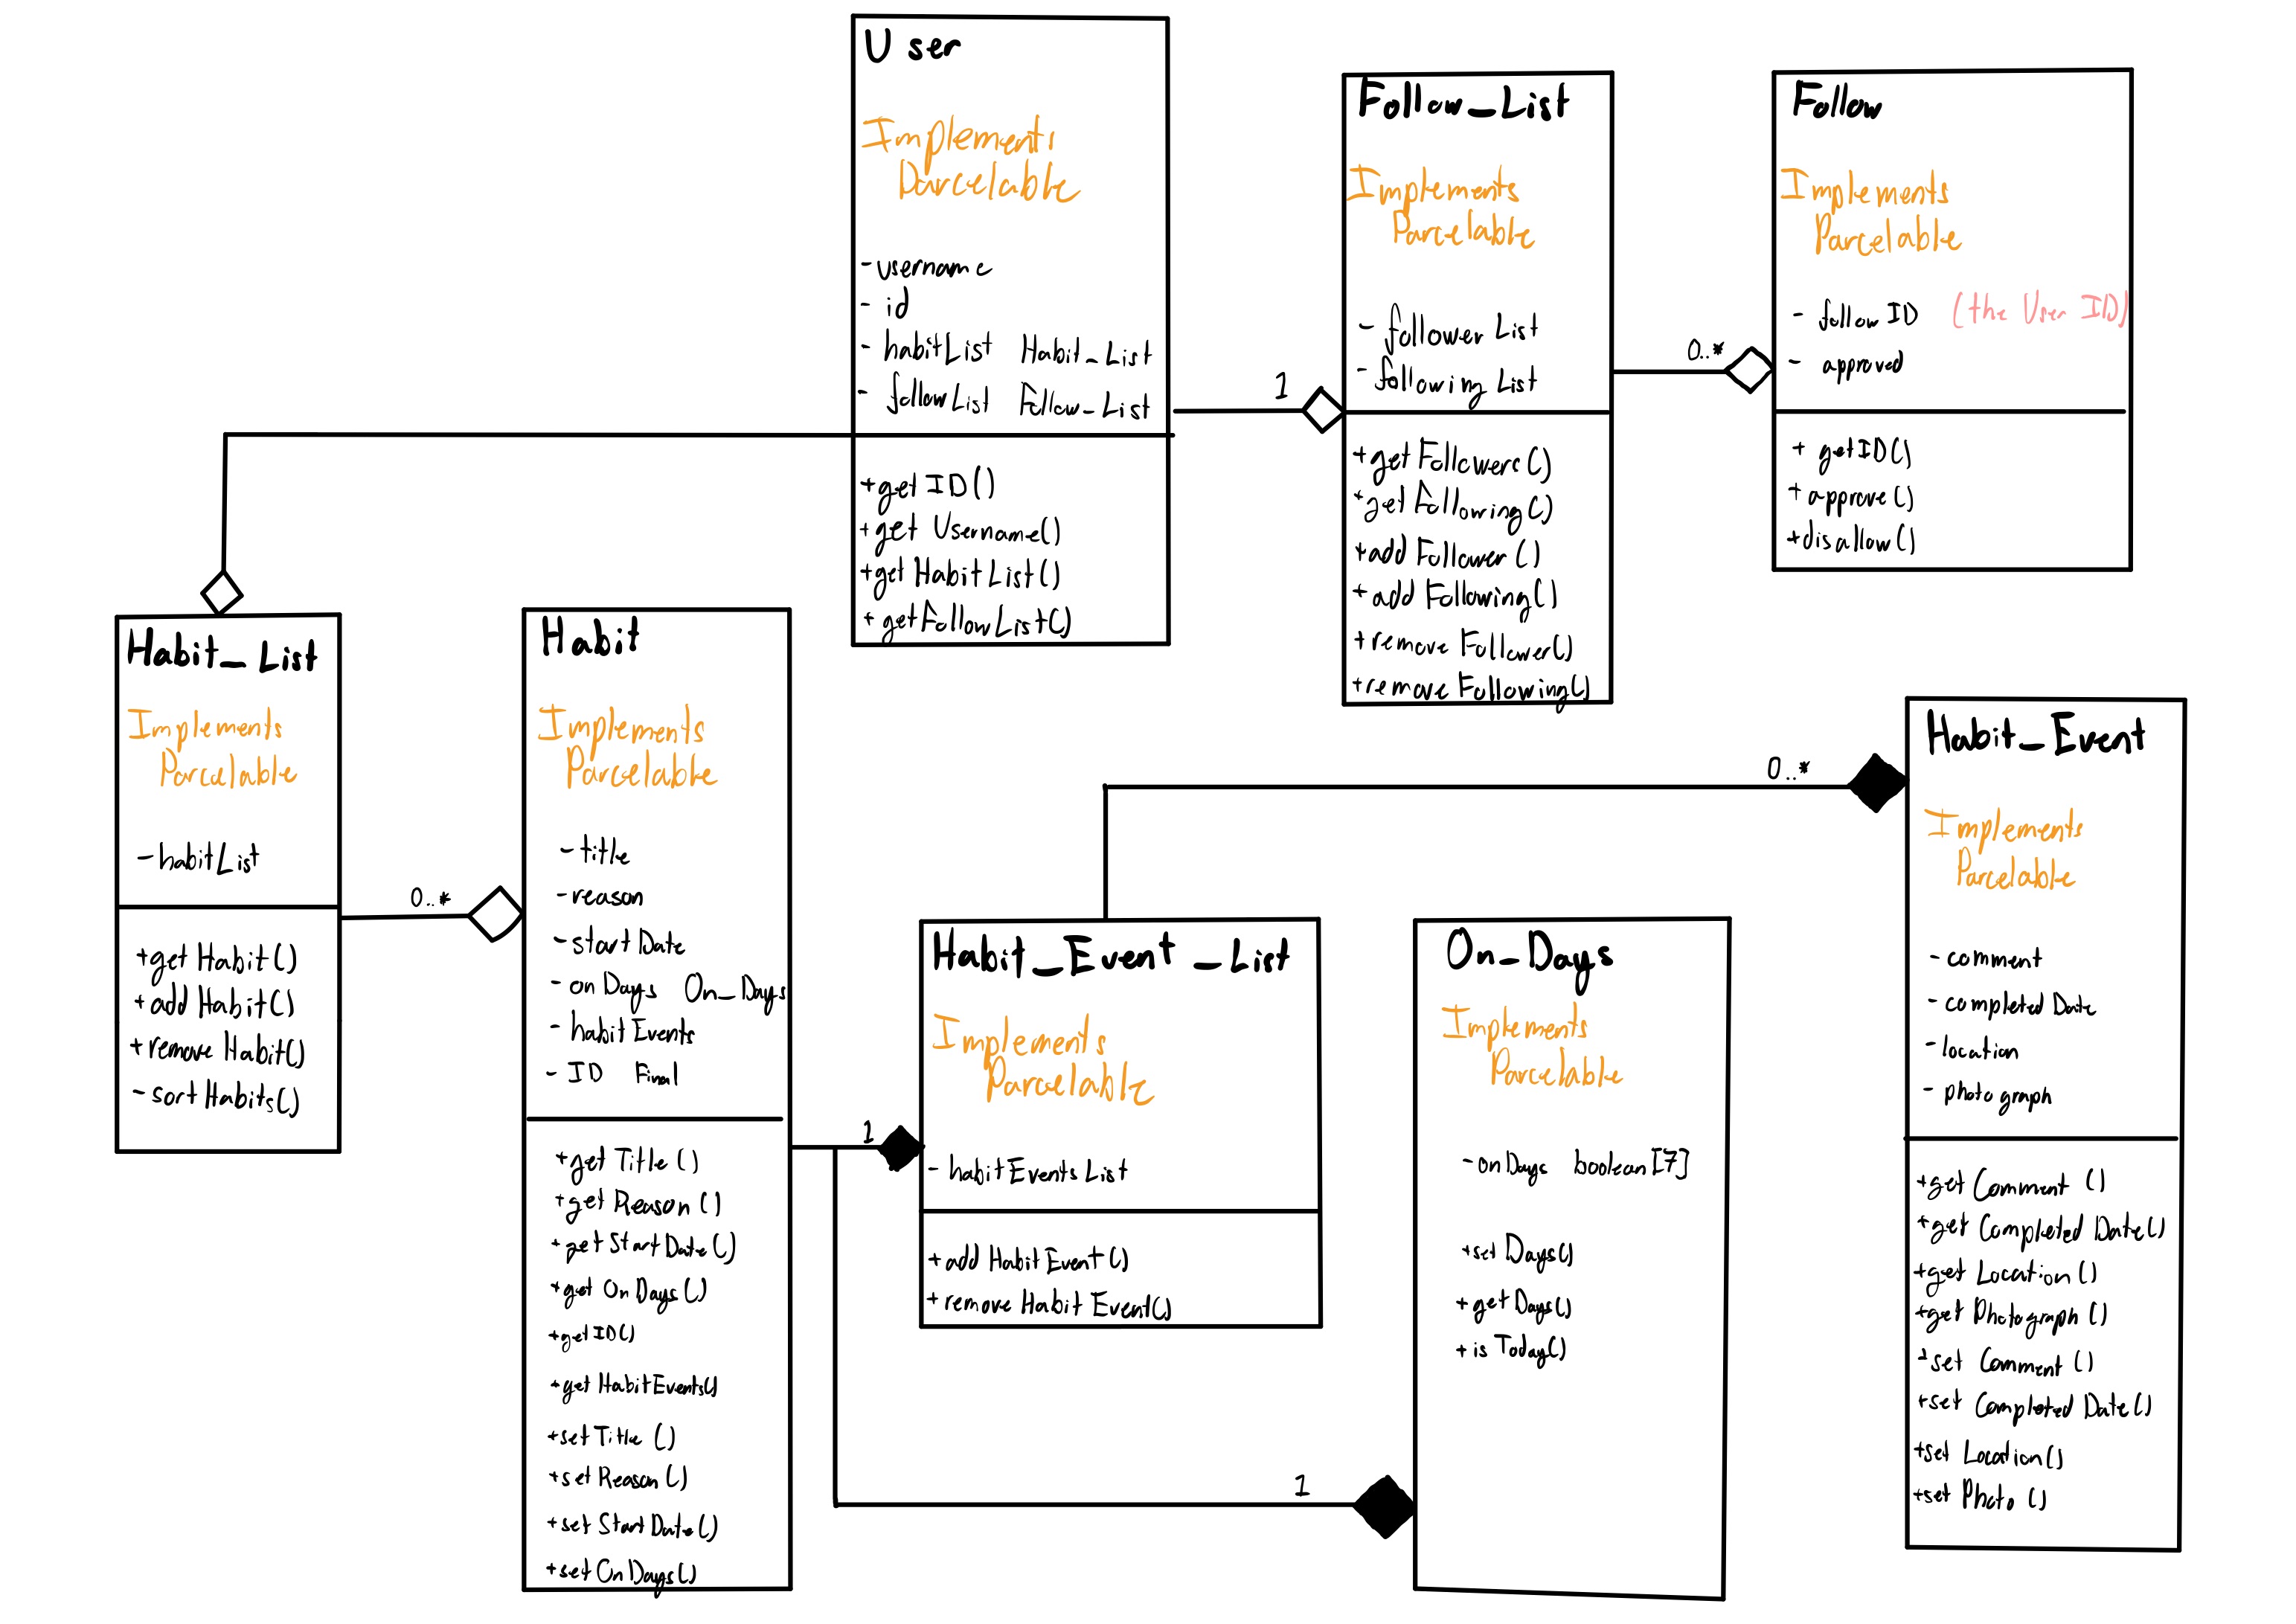 User
Implements
Parcelable
- username
- id
- habitList Habit_List
- followList Follow_List
+getID()
+get Username()
+get HabitList()
+getFollowList()
1
Follow_List
Implements
Parcelable
- follower List
- following List
+getFollowers()
+getFollowing()
+add Follower()
+ add Following()
+remove Follower()
+remove Following()
0..*
Follow
Implements
Parcelable
- follow ID (the User ID)
- approved
+ getID()
+ approve()
+disallow()
Habit_List
Implements
Parcelable
- habitList
+get Habit()
+ add Habit()
+remove Habit()
- sort Habits()
0..*
Habit
Implements
Parcelable
- title
- reason
- start Date
- on Days On_Days
- habit Events
- ID Final
+get Title()
+get Reason()
+get Start Date()
+get On Days()
+get ID()
+get HabitEvents()
+set Title()
+set Reason()
+set Start Date()
+set On Days()
1
Habit_Event_List
Implements
Parcelable
- habitEvents List
+ add Habit Event()
+ remove Habit Event()
1
On_Days
Implements
Parcelable
- onDays boolean[7]
+set Days()
+get Days()
+ is Today()
0..*
Habit_Event
Implements
Parcelable
- comment
- completed Date
- location
- photograph
+get Comment ()
+get Completed Date()
+get Location()
+get Photograph()
+set Comment ()
+set Completed Date()
+set Location()
+set Photo ()